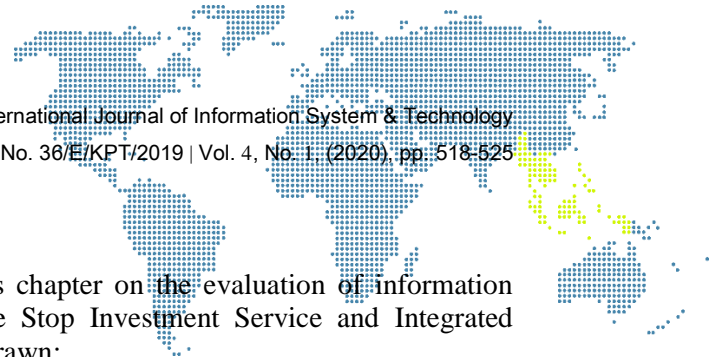 ernational Journal of Information System & Technology
No. 36/E/KPT/2019 | Vol. 4, No. 1, (2020), pp. 518-525
s chapter on the evaluation of information
e Stop Investment Service and Integrated
rawn: